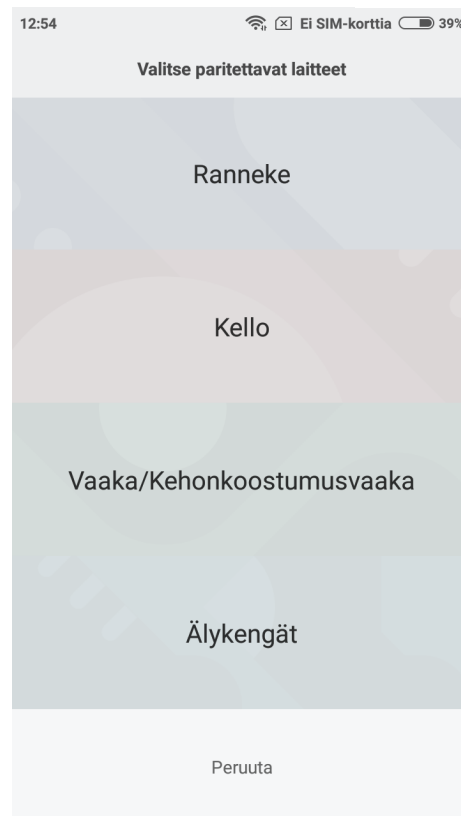 12:54 Ei SIM-korttia 39%
Valitse paritettavat laitteet
Ranneke
Kello
Vaaka/Kehonkoostumusvaaka
Älykengät
Peruuta